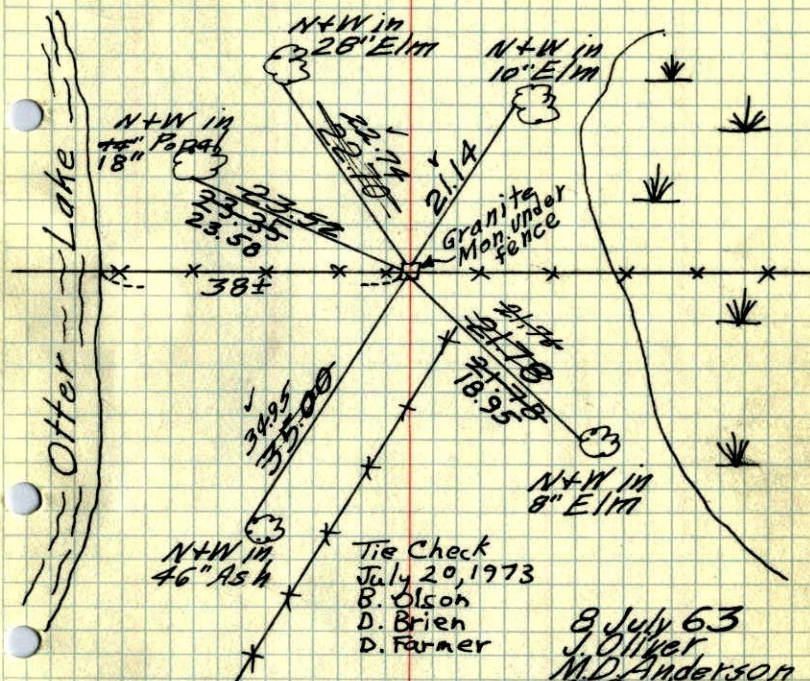 N+W in
28" Elm
N+W in
10" Elm
N+W in
18" Popal
22.74
22.70
21.14
23.52
23.35
23.58
Granite
Mon. under
fence
Otter Lake
38±
21.76
21.78
21.78
18.95
34.95
35.00
N+W in
8" Elm
N+W in
46" Ash
Tie Check
July 20, 1973
B. Olson
D. Brien
D. Farmer
8 July 63
J. Oliver
M.D. Anderson